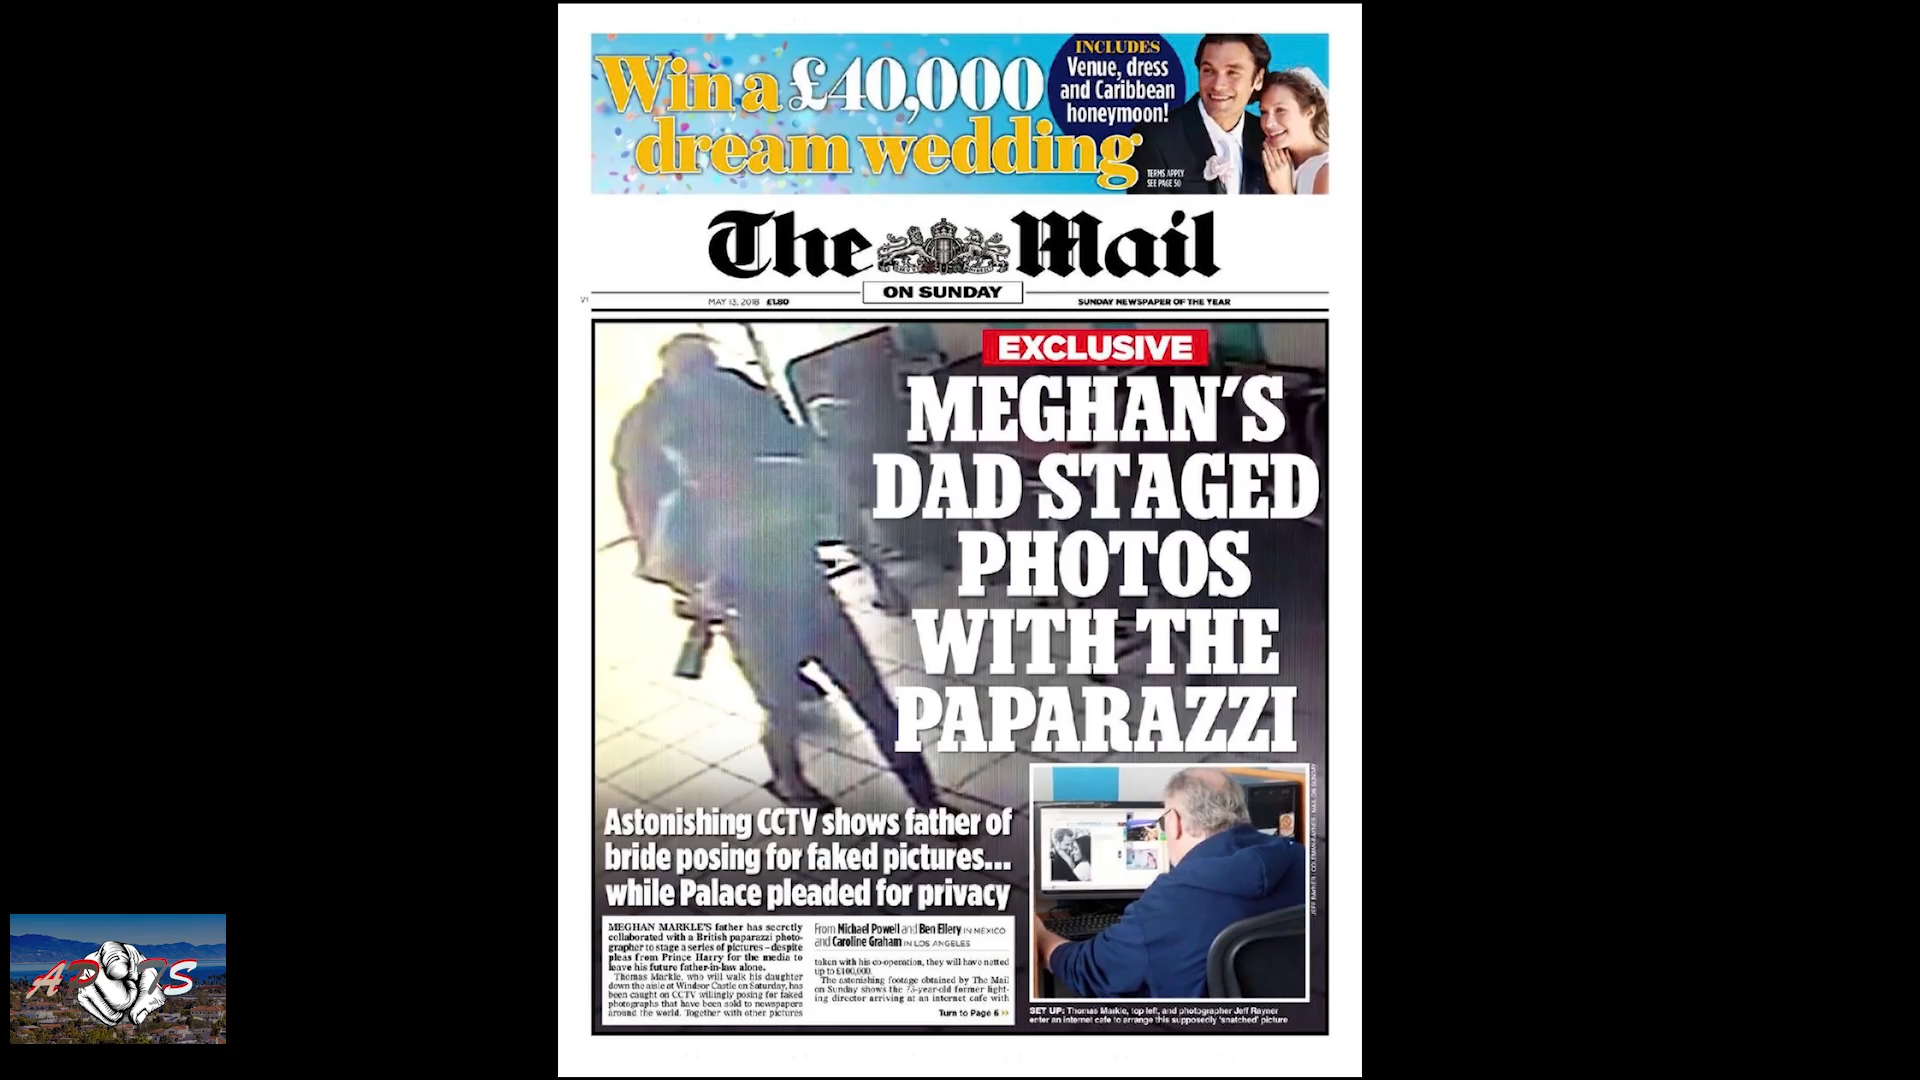 Win a £40,000
dream wedding
INCLUDES
Venue, dress
and Caribbean
honeymoon!
TERMS APPLY
SEE PAGE 50
The Mail
ON SUNDAY
V1
MAY 13, 2018 £1.80
SUNDAY NEWSPAPER OF THE YEAR
EXCLUSIVE
MEGHAN'S
DAD STAGED
PHOTOS
WITH THE
PAPARAZZI
Astonishing CCTV shows father of
bride posing for faked pictures...
while Palace pleaded for privacy
MEGHAN MARKLE'S father has secretly
collaborated with a British paparazzi photo-
grapher to stage a series of pictures – despite
pleas from Prince Harry for the media to
leave his future father-in-law alone.
Thomas Markle, who will walk his daughter
down the aisle at Windsor Castle on Saturday, has
been caught on CCTV willingly posing for faked
photographs that have been sold to newspapers
around the world. Together with other pictures
From Michael Powell and Ben Ellery IN MEXICO
and Caroline Graham IN LOS ANGELES
taken with his co-operation, they will have netted
up to £100,000.
The astonishing footage obtained by The Mail
on Sunday shows the 73-year-old former light-
ing director arriving at an internet cafe with
Turn to Page 6 »
SET UP: Thomas Markle, top left, and photographer Jeff Rayner
enter an internet cafe to arrange this supposedly 'snatched' picture